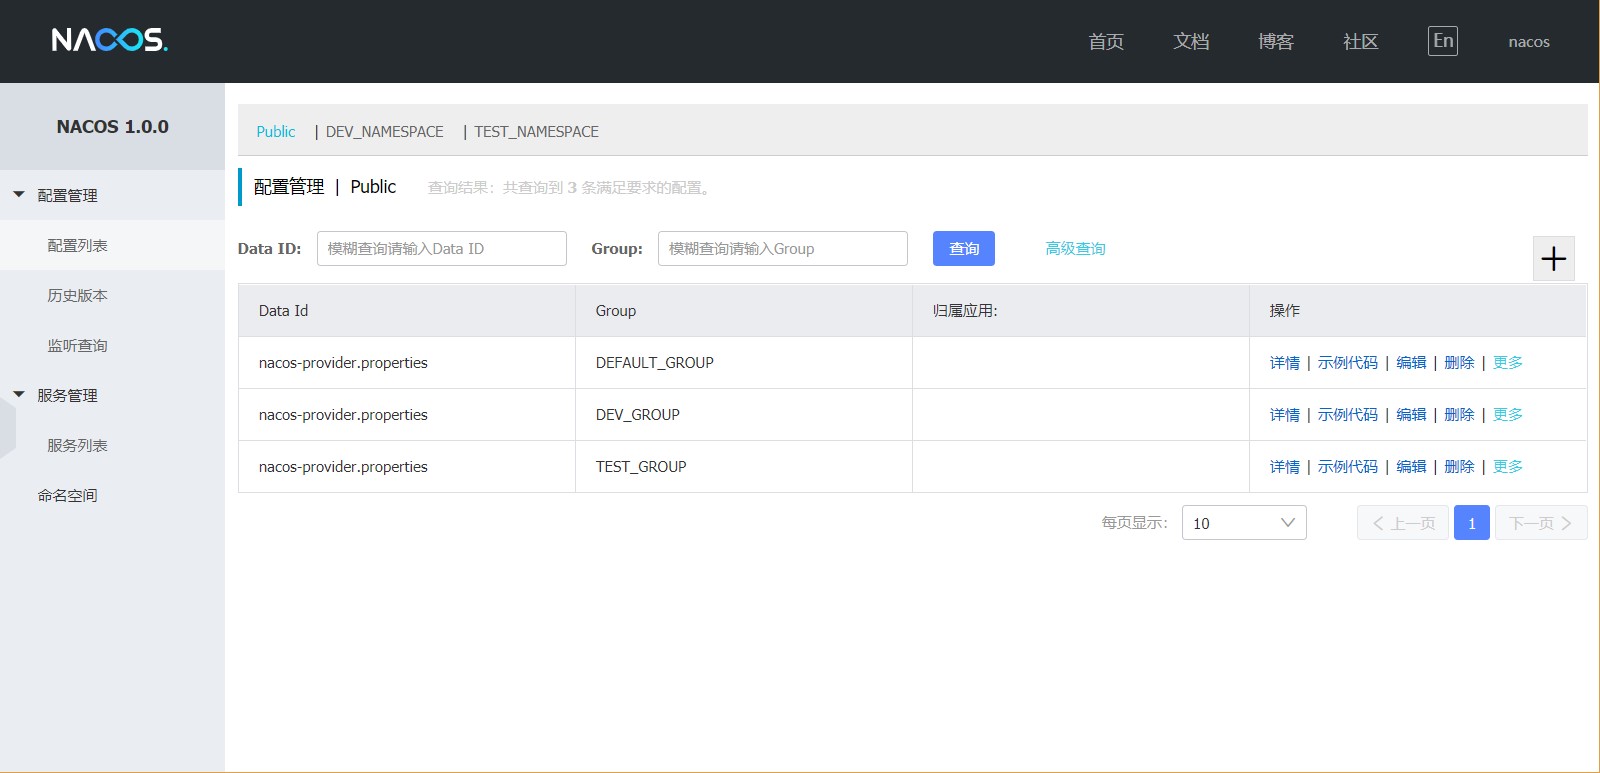 NACOS. 首页 文档 博客 社区 En nacos
NACOS 1.0.0
配置管理
配置列表
历史版本
监听查询
服务管理
服务列表
命名空间
Public | DEV_NAMESPACE | TEST_NAMESPACE
配置管理 | Public 查询结果：共查询到 3 条满足要求的配置。
Data ID: 模糊查询请输入Data ID Group: 模糊查询请输入Group 查询 高级查询
Data Id Group 归属应用: 操作
nacos-provider.properties DEFAULT_GROUP 详情 | 示例代码 | 编辑 | 删除 | 更多
nacos-provider.properties DEV_GROUP 详情 | 示例代码 | 编辑 | 删除 | 更多
nacos-provider.properties TEST_GROUP 详情 | 示例代码 | 编辑 | 删除 | 更多
每页显示: 10 上一页 1 下一页